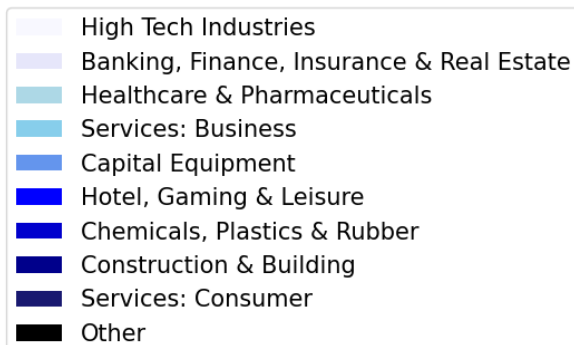 High Tech Industries
Banking, Finance, Insurance & Real Estate
Healthcare & Pharmaceuticals
Services: Business
Capital Equipment
Hotel, Gaming & Leisure
Chemicals, Plastics & Rubber
Construction & Building
Services: Consumer
Other